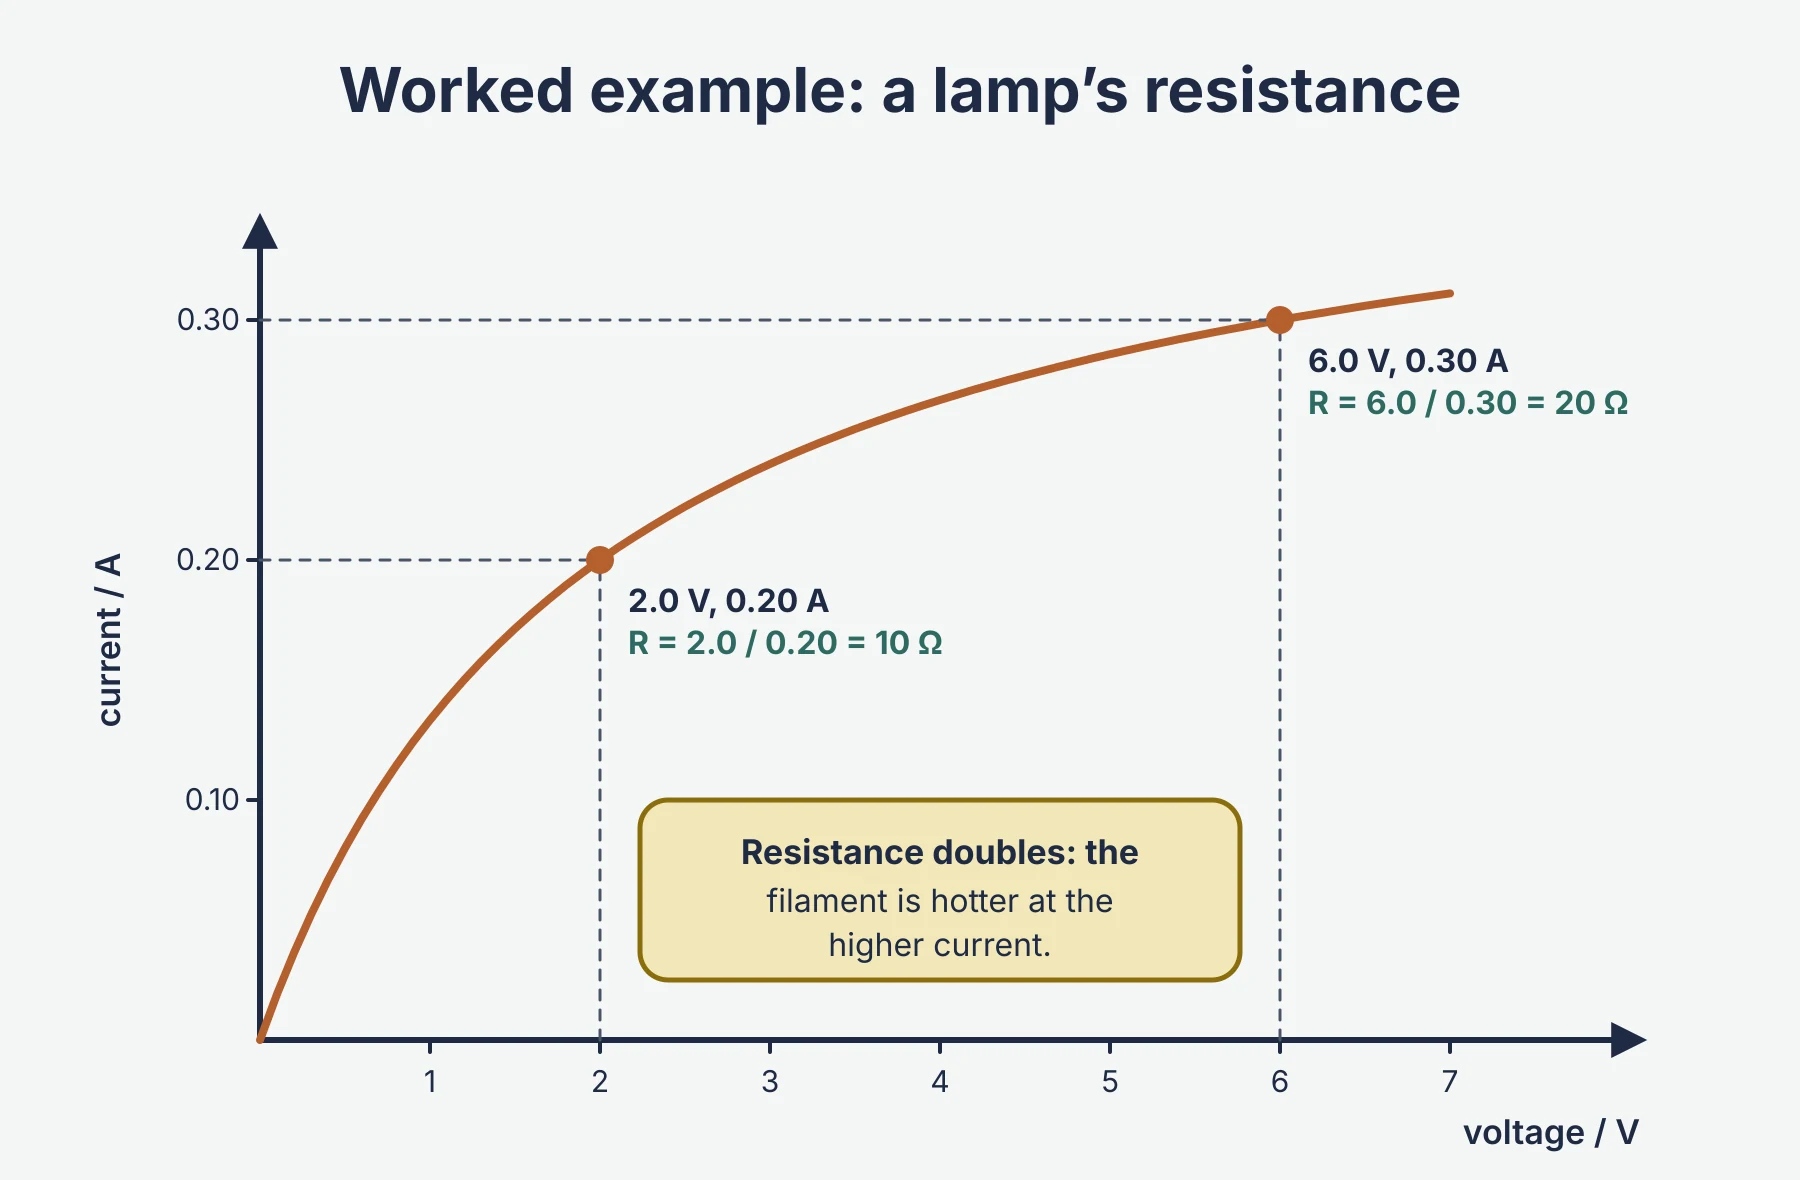 Worked example: a lamp’s resistance
0.30
6.0 V, 0.30 A
R = 6.0 / 0.30 = 20 Ω
0.20
2.0 V, 0.20 A
R = 2.0 / 0.20 = 10 Ω
current / A
0.10
Resistance doubles: the
filament is hotter at the
higher current.
1 2 3 4 5 6 7
voltage / V